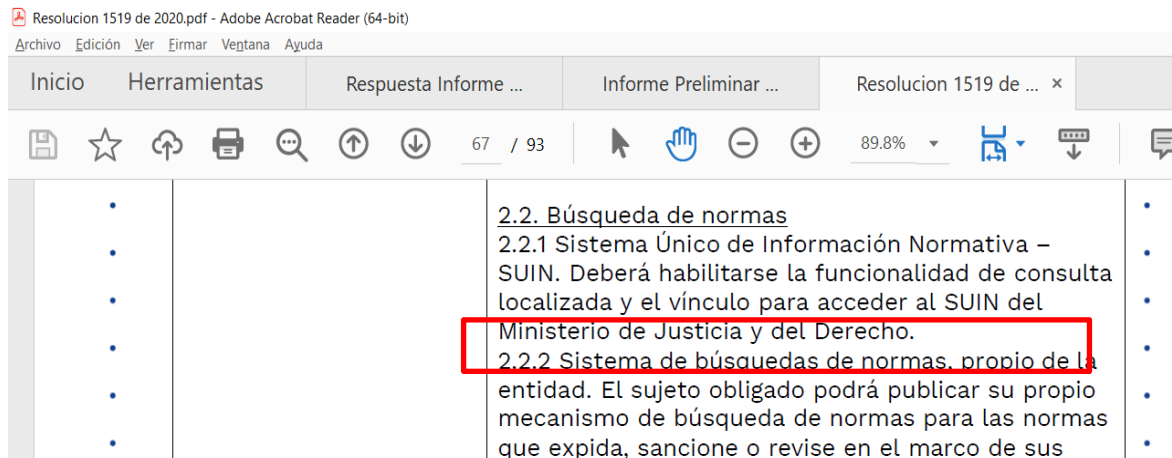 Resolucion 1519 de 2020.pdf - Adobe Acrobat Reader (64-bit)
Archivo Edición Ver Firmar Ventana Ayuda
Inicio Herramientas Respuesta Informe ... Informe Preliminar ... Resolucion 1519 de ... ×
67 / 93 89.8%
2.2. Búsqueda de normas
2.2.1 Sistema Único de Información Normativa –
SUIN. Deberá habilitarse la funcionalidad de consulta
localizada y el vínculo para acceder al SUIN del
Ministerio de Justicia y del Derecho.
2.2.2 Sistema de búsquedas de normas, propio de la
entidad. El sujeto obligado podrá publicar su propio
mecanismo de búsqueda de normas para las normas
que expida, sancione o revise en el marco de sus